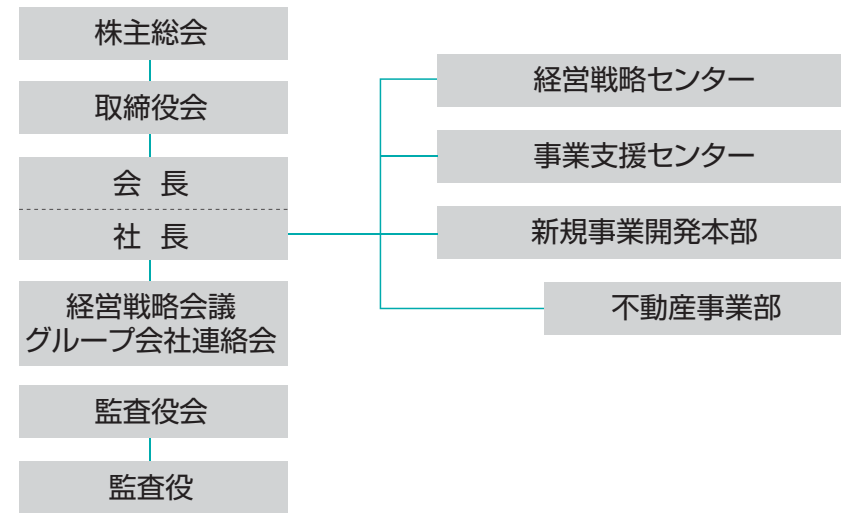 株主総会
取締役会
会 長
社 長
経営戦略会議
グループ会社連絡会
監査役会
監査役
経営戦略センター
事業支援センター
新規事業開発本部
不動産事業部